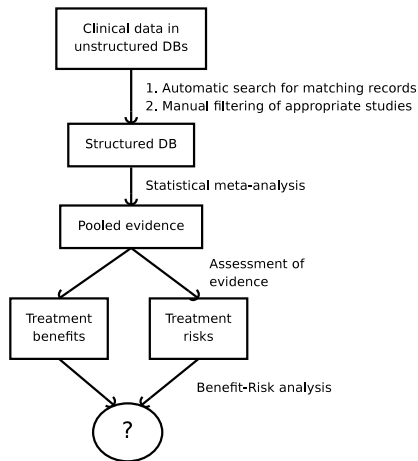 Clinical data in
unstructured DBs
1. Automatic search for matching records
2. Manual filtering of appropriate studies
Structured DB
Statistical meta-analysis
Pooled evidence
Assessment of
evidence
Treatment
benefits
Treatment
risks
Benefit-Risk analysis
?